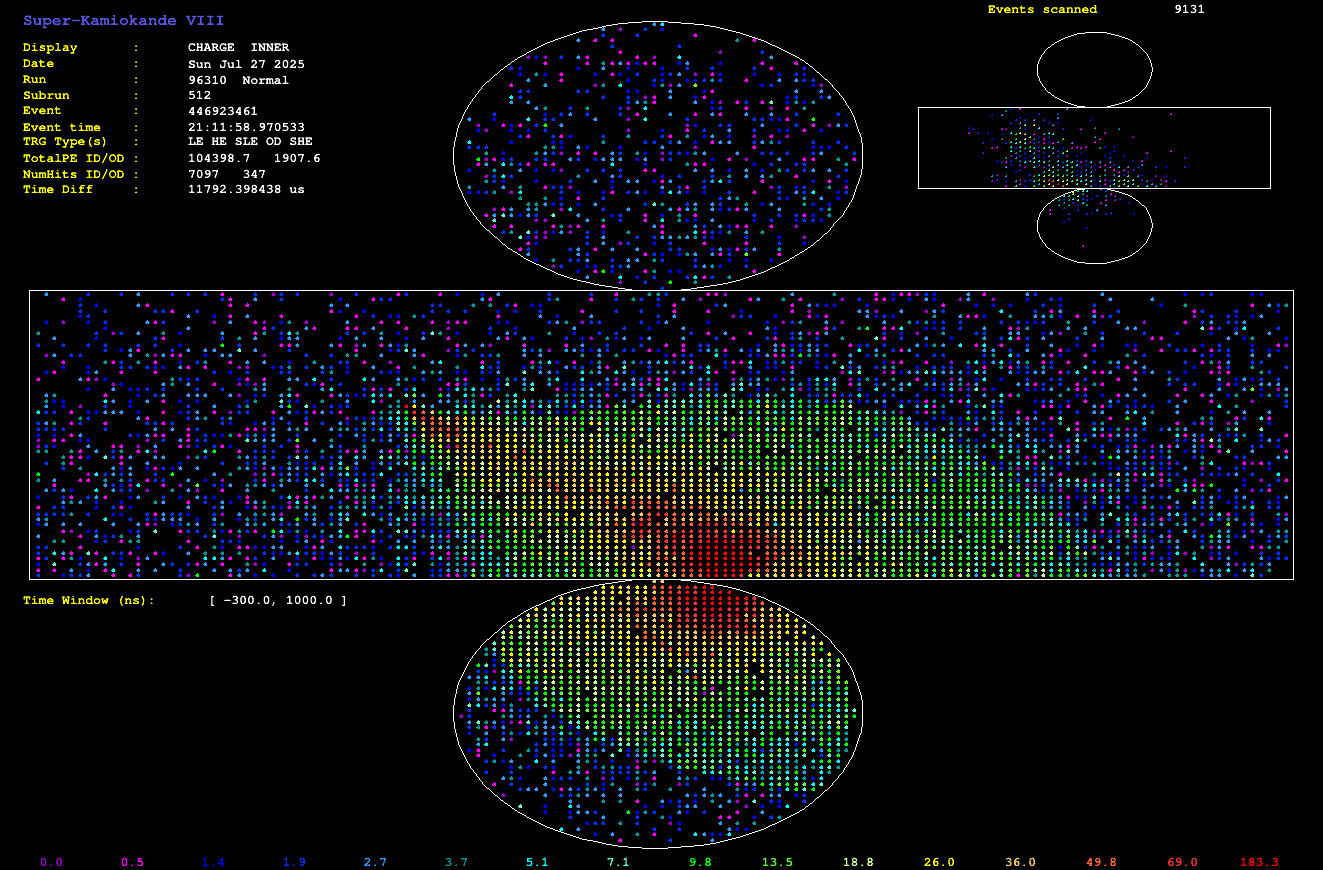 Super-Kamiokande VIII
Events scanned 9131
Display : CHARGE INNER
Date : Sun Jul 27 2025
Run : 96310 Normal
Subrun : 512
Event : 446923461
Event time : 21:11:58.970533
TRG Type(s) : LE HE SLE OD SHE
TotalPE ID/OD : 104398.7 1907.6
NumHits ID/OD : 7097 347
Time Diff : 11792.398438 us
Time Window (ns): [ -300.0, 1000.0 ]
0.0 0.5 1.4 1.9 2.7 3.7 5.1 7.1 9.8 13.5 18.8 26.0 36.0 49.8 69.0 183.3